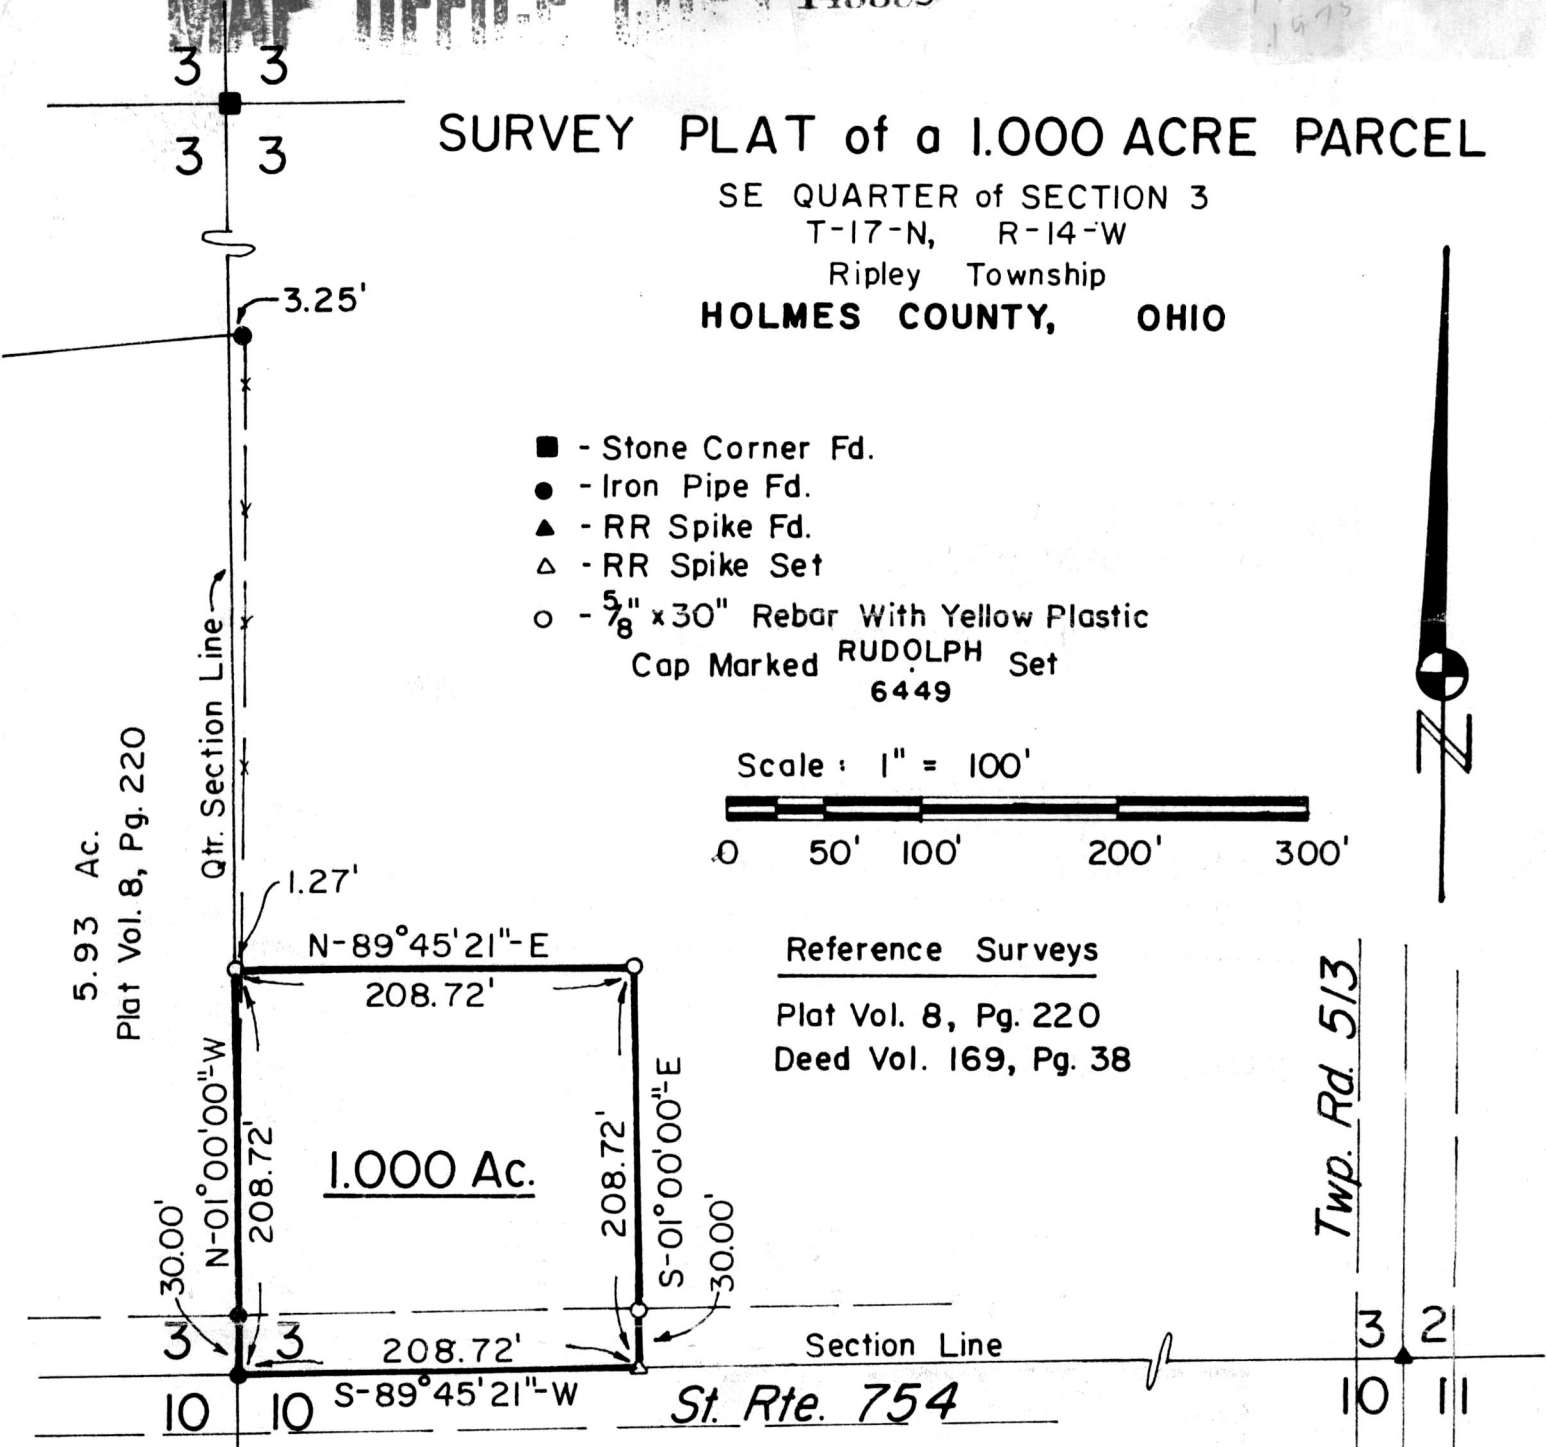 3 3
3 3
SURVEY PLAT of a 1.000 ACRE PARCEL
SE QUARTER of SECTION 3
T-17-N, R-14-W
Ripley Township
HOLMES COUNTY, OHIO
3.25'
- Stone Corner Fd.
- Iron Pipe Fd.
- RR Spike Fd.
- RR Spike Set
- 5/8" x 30" Rebar With Yellow Plastic
Cap Marked RUDOLPH Set
6449
Scale : 1" = 100'
0 50' 100' 200' 300'
N
Qtr. Section Line
5.93 Ac.
Plat Vol. 8, Pg. 220
1.27'
N-89°45'21"-E
208.72'
Reference Surveys
Plat Vol. 8, Pg. 220
Deed Vol. 169, Pg. 38
N-01°00'00"-W
208.72'
30.00'
1.000 Ac.
208.72'
S-01°00'00"-E
30.00'
Twp. Rd. 513
3 3
208.72'
Section Line
3 2
S-89°45'21"-W
10 10
St. Rte. 754
10 11